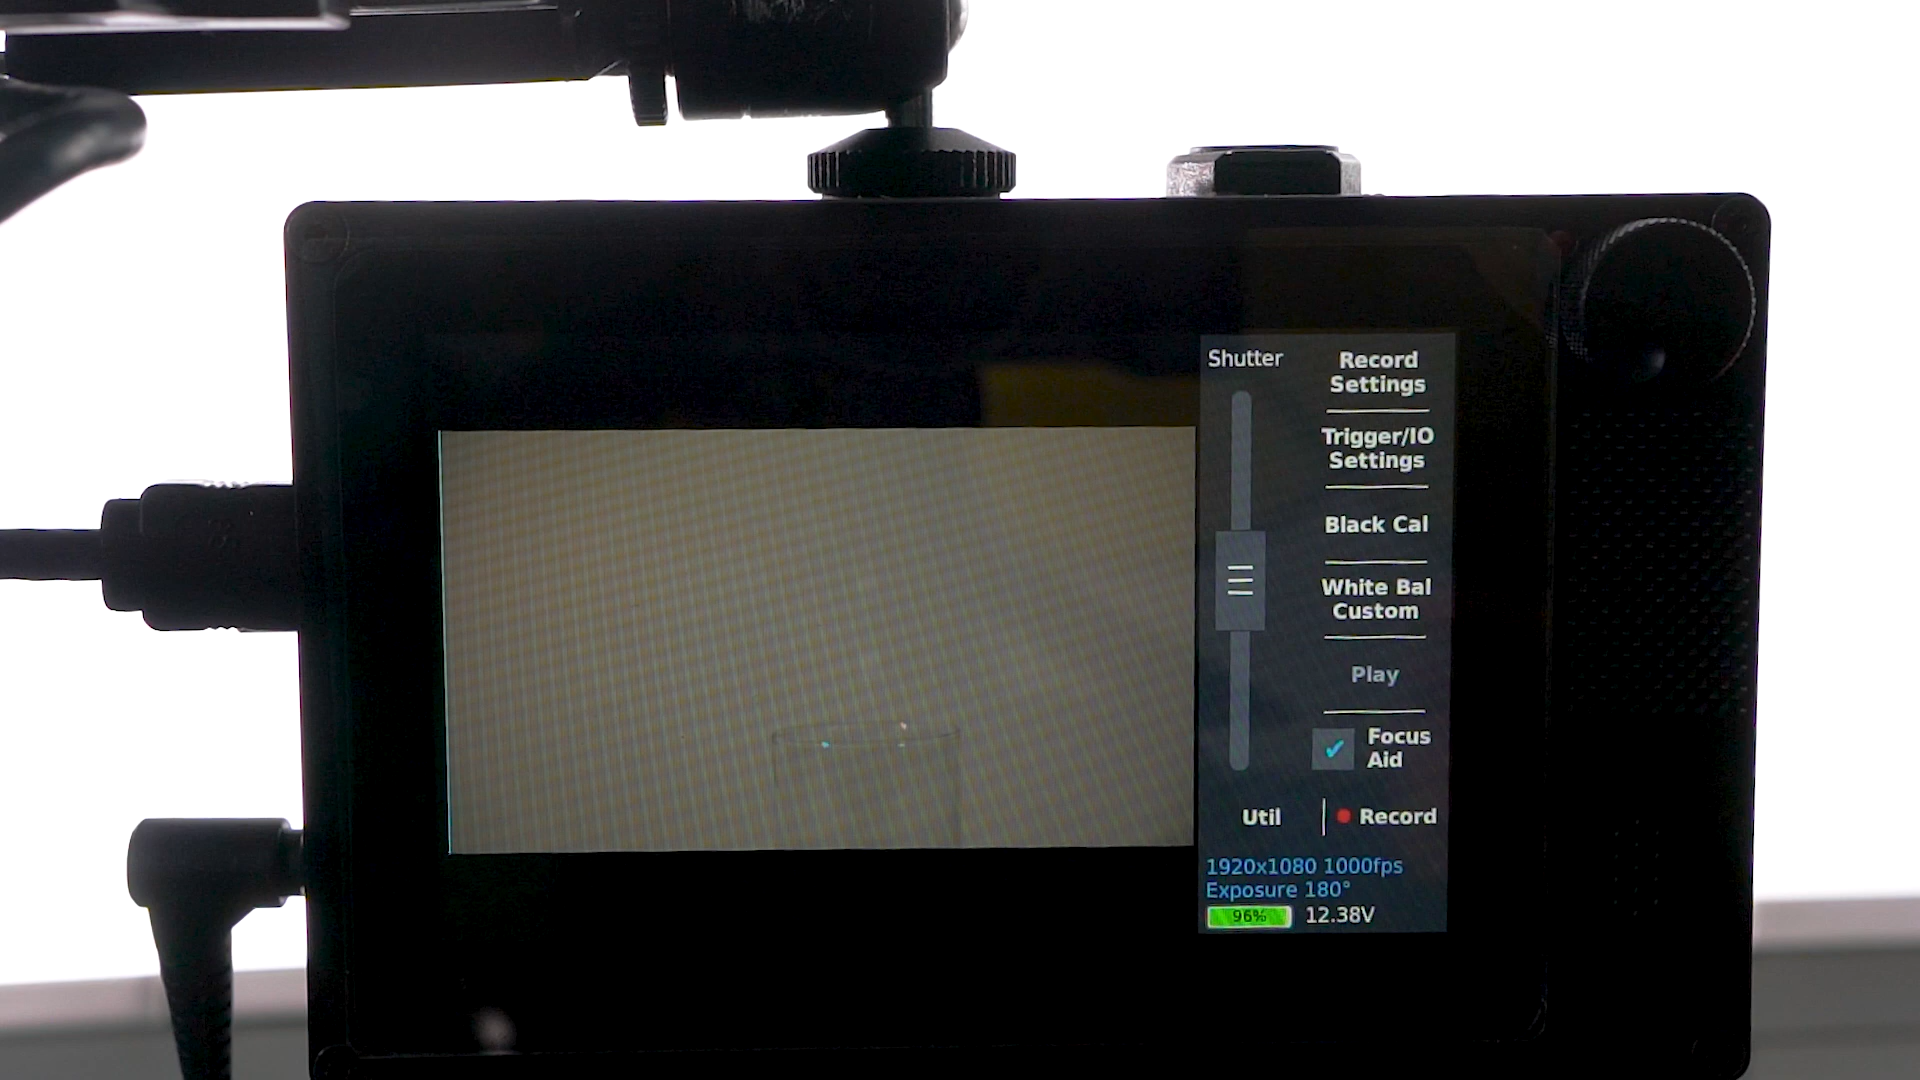 Shutter
Record
Settings
Trigger/IO
Settings
Black Cal
White Bal
Custom
Play
Focus
Aid
Util
Record
1920x1080 1000fps
Exposure 180°
96% 12.38V